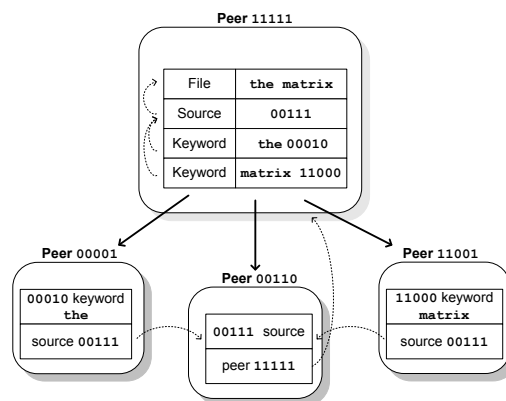 Peer 11111
File the matrix
Source 00111
Keyword the 00010
Keyword matrix 11000
Peer 00001
00010 keyword
the
source 00111
Peer 00110
00111 source
peer 11111
Peer 11001
11000 keyword
matrix
source 00111